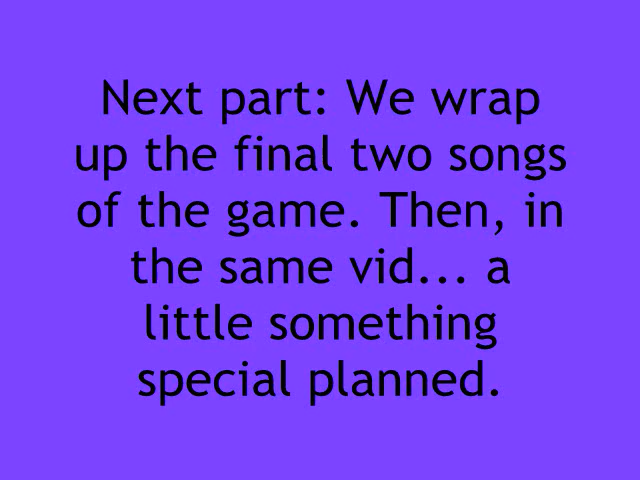 Next part: We wrap
up the final two songs
of the game. Then, in
the same vid... a
little something
special planned.